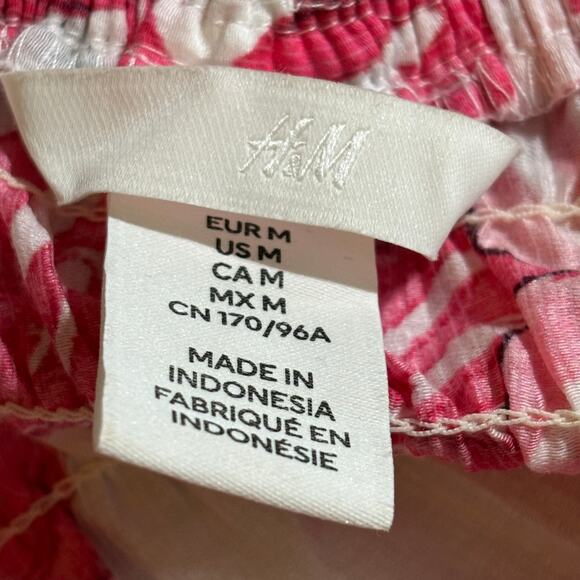 H&M
EUR M
US M
CA M
MX M
CN 170/96A
MADE IN
INDONESIA
FABRIQUÉ EN
INDONÉSIE